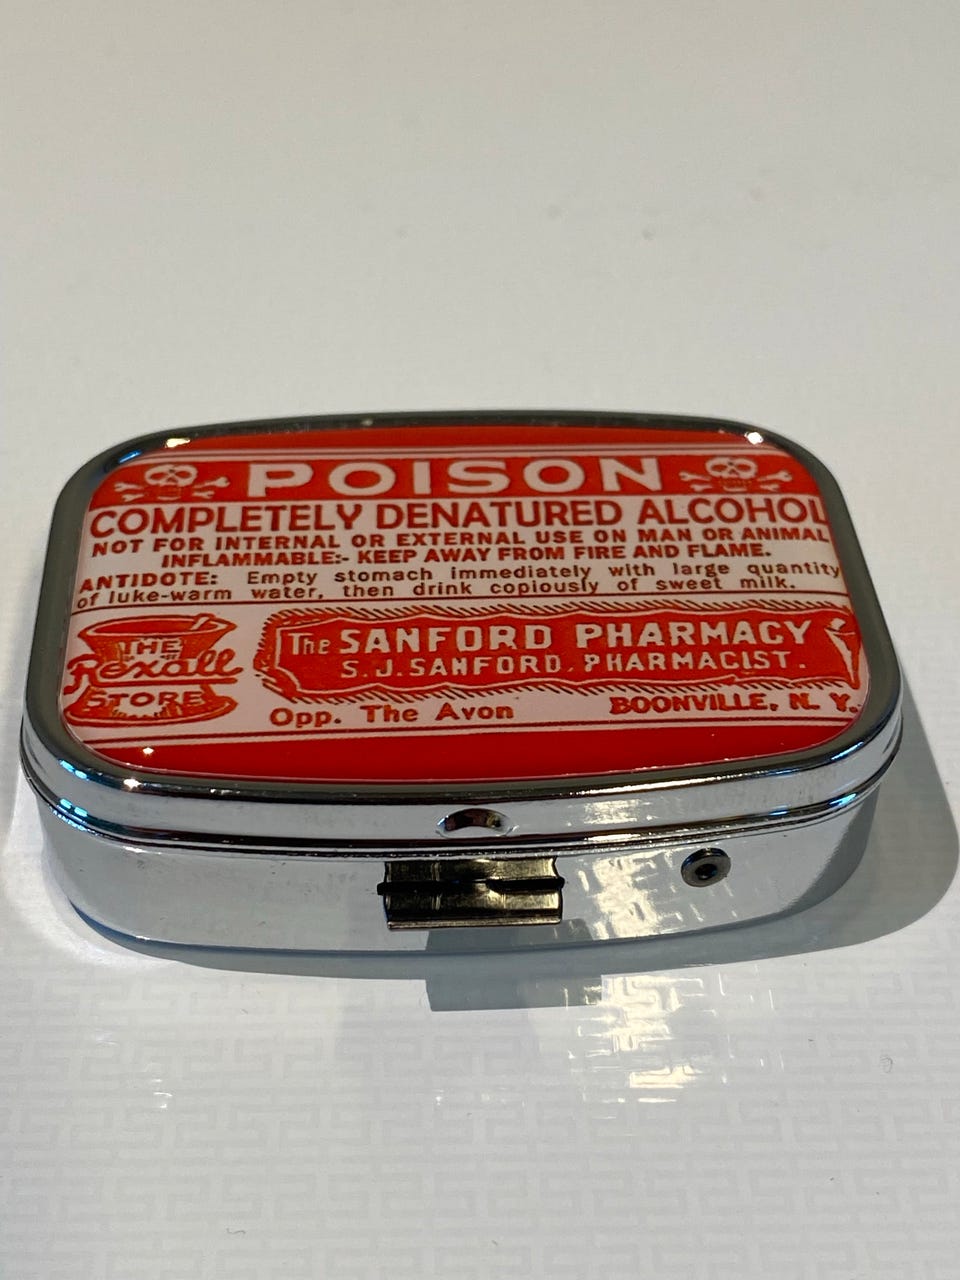 POISON
COMPLETELY DENATURED ALCOHOL
NOT FOR INTERNAL OR EXTERNAL USE ON MAN OR ANIMAL
INFLAMMABLE:- KEEP AWAY FROM FIRE AND FLAME.
ANTIDOTE: Empty stomach immediately with large quantity
of luke-warm water, then drink copiously of sweet milk.
THE
Rexall
STORE
The SANFORD PHARMACY
S. J. SANFORD, PHARMACIST.
Opp. The Avon BOONVILLE, N. Y.